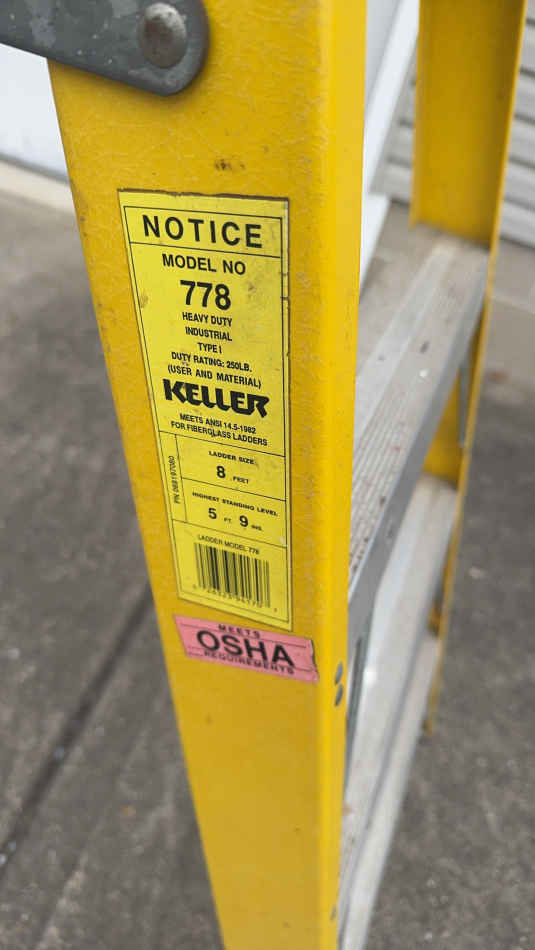 NOTICE
MODEL NO
778
HEAVY DUTY
INDUSTRIAL
TYPE I
DUTY RATING: 250LB.
(USER AND MATERIAL)
KELLER
MEETS ANSI 14.5-1982
FOR FIBERGLASS LADDERS
LADDER SIZE
8 FEET
HIGHEST STANDING LEVEL
5 FT. 9 INS.
LADDER MODEL 778
MEETS
OSHA
REQUIREMENTS